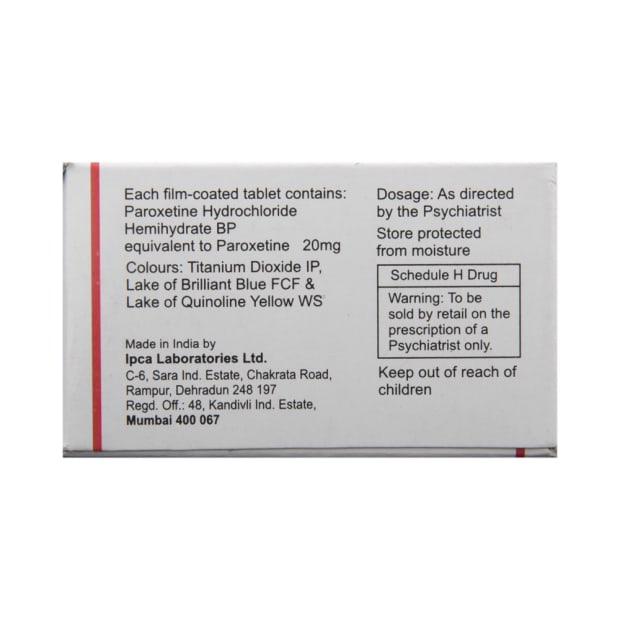 Each film-coated tablet contains:
Paroxetine Hydrochloride
Hemihydrate BP
equivalent to Paroxetine 20mg
Colours: Titanium Dioxide IP,
Lake of Brilliant Blue FCF &
Lake of Quinoline Yellow WS
Made in India by
Ipca Laboratories Ltd.
C-6, Sara Ind. Estate, Chakrata Road,
Rampur, Dehradun 248 197
Regd. Off.: 48, Kandivli Ind. Estate,
Mumbai 400 067
Dosage: As directed
by the Psychiatrist
Store protected
from moisture
Schedule H Drug
Warning: To be
sold by retail on the
prescription of a
Psychiatrist only.
Keep out of reach of
children